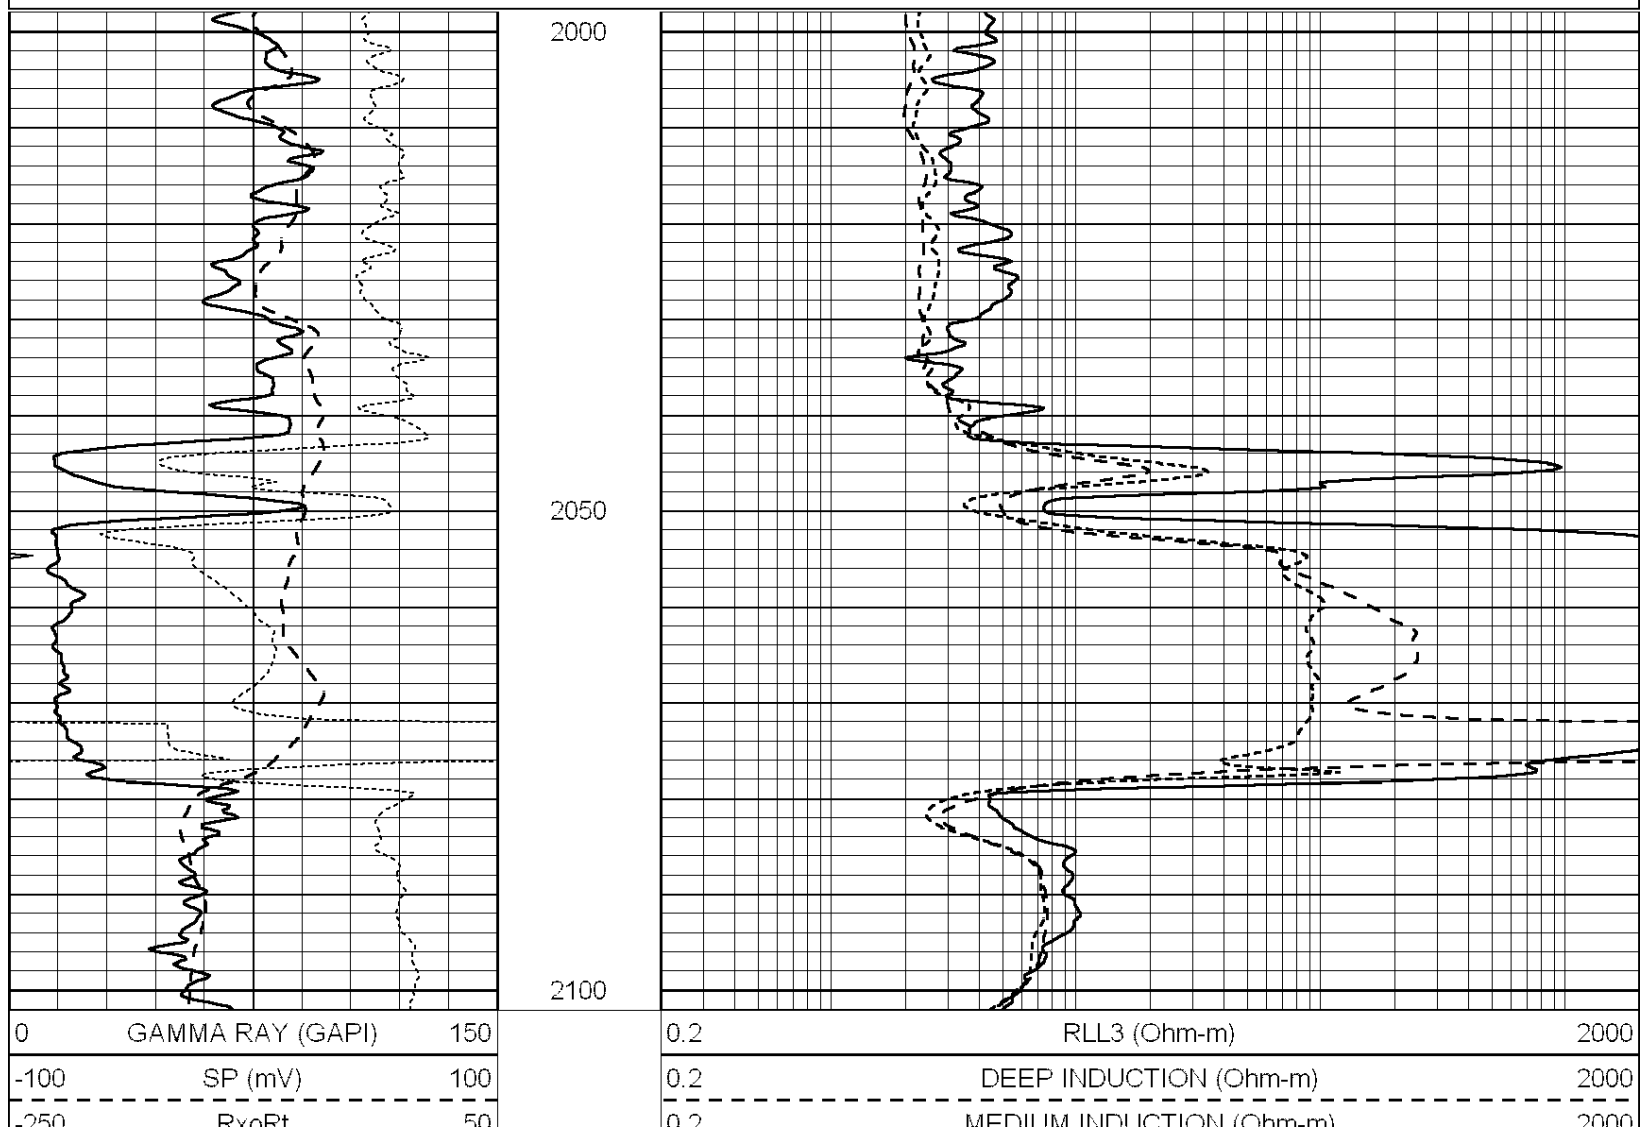 2000
2050
2100
0 GAMMA RAY (GAPI) 150
0.2 RLL3 (Ohm-m) 2000
-100 SP (mV) 100
0.2 DEEP INDUCTION (Ohm-m) 2000
-250 RxoRt 50
0.2 MEDIUM INDUCTION (Ohm-m) 2000